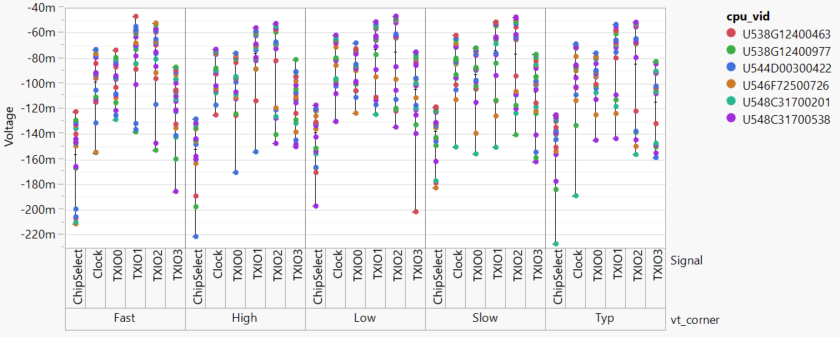 cpu_vid
U538G12400463
U538G12400977
U544D00300422
U546F72500726
U548C31700201
U548C31700538
Voltage
-40m
-60m
-80m
-100m
-120m
-140m
-160m
-180m
-200m
-220m
ChipSelect Clock TXIO0 TXIO1 TXIO2 TXIO3 ChipSelect Clock TXIO0 TXIO1 TXIO2 TXIO3 ChipSelect Clock TXIO0 TXIO1 TXIO2 TXIO3 ChipSelect Clock TXIO0 TXIO1 TXIO2 TXIO3 ChipSelect Clock TXIO0 TXIO1 TXIO2 TXIO3 Signal
Fast High Low Slow Typ vt_corner